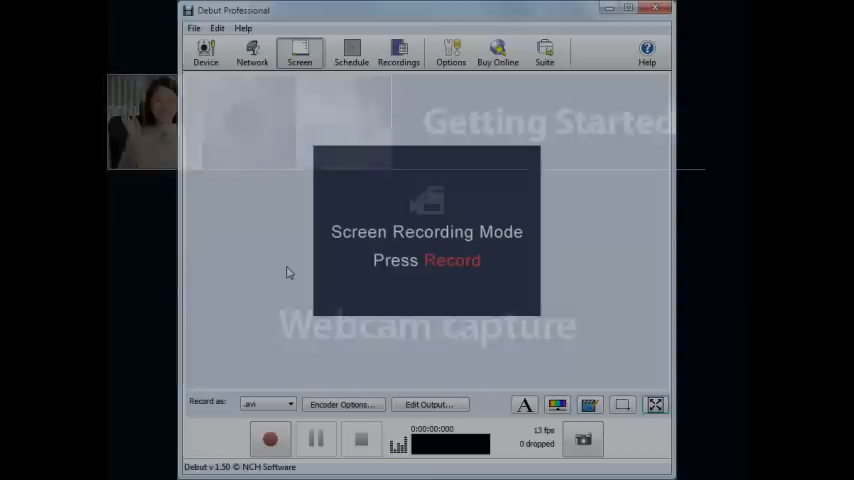 Debut Professional
File Edit Help
Device Network Screen Schedule Recordings Options Buy Online Suite Help
Getting Started
Screen Recording Mode
Press Record
Webcam capture
Record as: .avi Encoder Options... Edit Output... A
0:00:00:000 13 fps
0 dropped
Debut v 1.50 © NCH Software